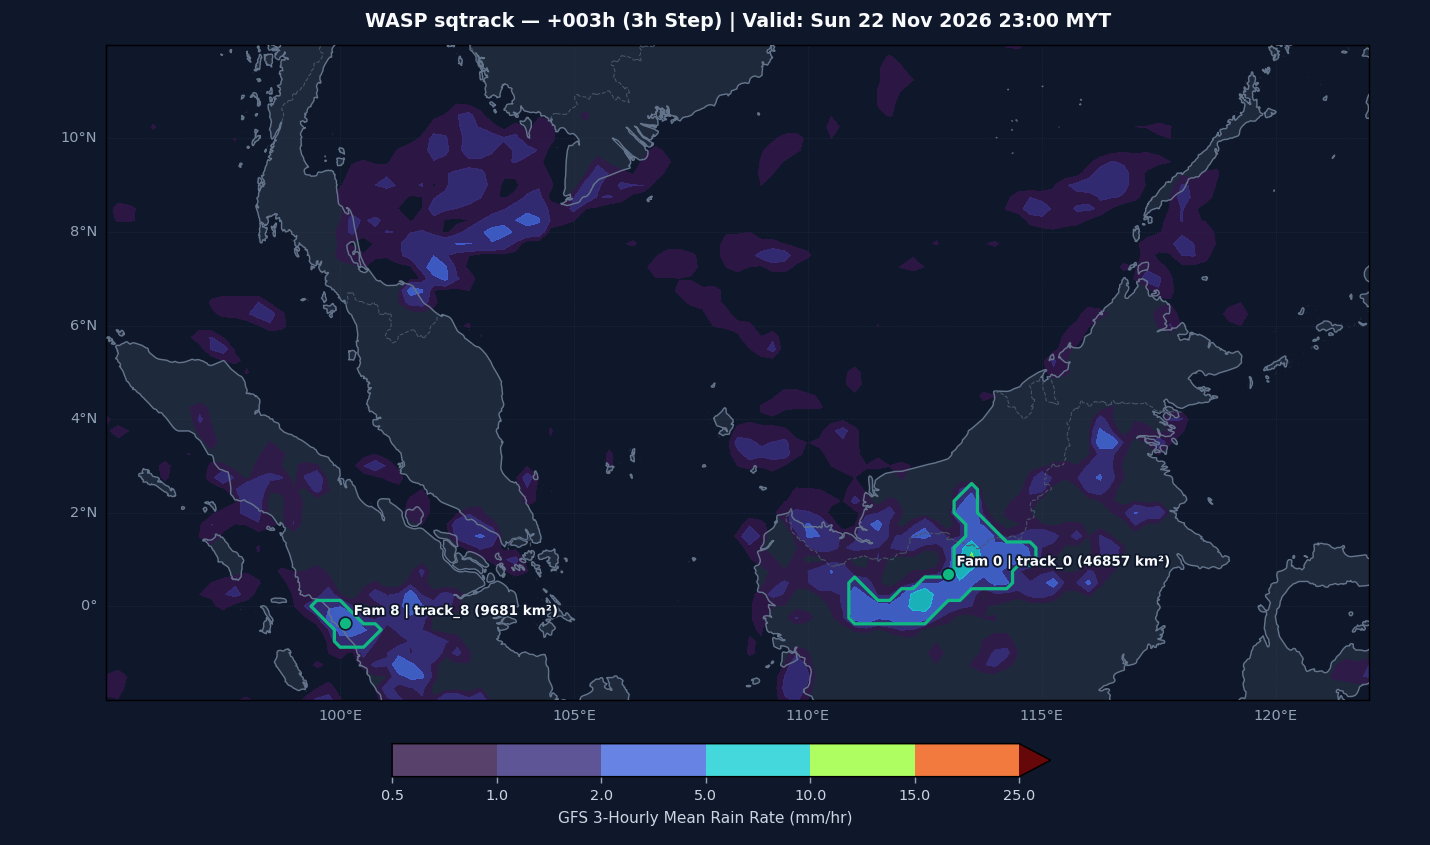 WASP sqtrack — +003h (3h Step) | Valid: Sun 22 Nov 2026 23:00 MYT
10°N
8°N
6°N
4°N
2°N
0°
Fam 0 | track_0 (46857 km²)
Fam 8 | track_8 (9681 km²)
100°E 105°E 110°E 115°E 120°E
0.5 1.0 2.0 5.0 10.0 15.0 25.0
GFS 3-Hourly Mean Rain Rate (mm/hr)